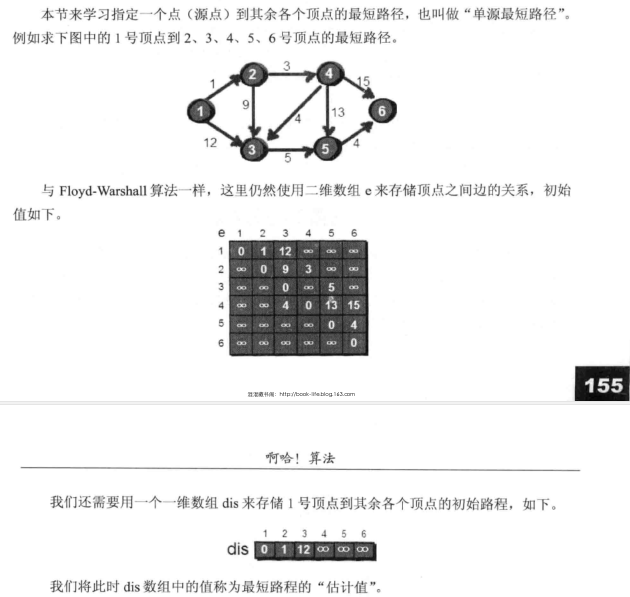 本节来学习指定一个点（源点）到其余各个顶点的最短路径，也叫做“单源最短路径”。
例如求下图中的 1 号顶点到 2、3、4、5、6 号顶点的最短路径。
1 2 3 4 5 6
1 12 9 3 4 13 15 5 4
与 Floyd-Warshall 算法一样，这里仍然使用二维数组 e 来存储顶点之间边的关系，初始
值如下。
e 1 2 3 4 5 6
1 0 1 12 ∞ ∞ ∞
2 ∞ 0 9 3 ∞ ∞
3 ∞ ∞ 0 ∞ 5 ∞
4 ∞ ∞ 4 0 13 15
5 ∞ ∞ ∞ ∞ 0 4
6 ∞ ∞ ∞ ∞ ∞ 0
http://book-life.blog.163.com
155
啊哈！算法
我们还需要用一个一维数组 dis 来存储 1 号顶点到其余各个顶点的初始路程，如下。
1 2 3 4 5 6
dis 0 1 12 ∞ ∞ ∞
我们将此时 dis 数组中的值称为最短路程的“估计值”。